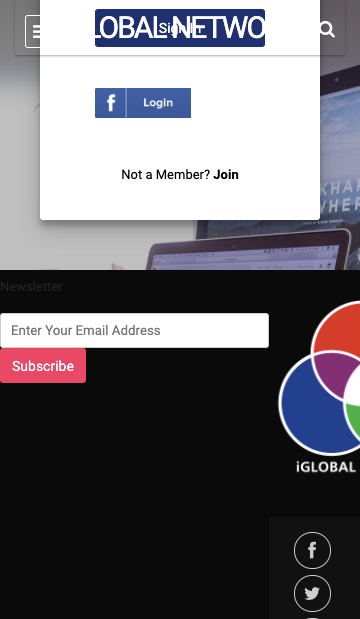 LOBAL NETWO
Sign In
Login
Not a Member? Join
KHA
WHER
Newsletter
Enter Your Email Address
Subscribe
iGLOBAL